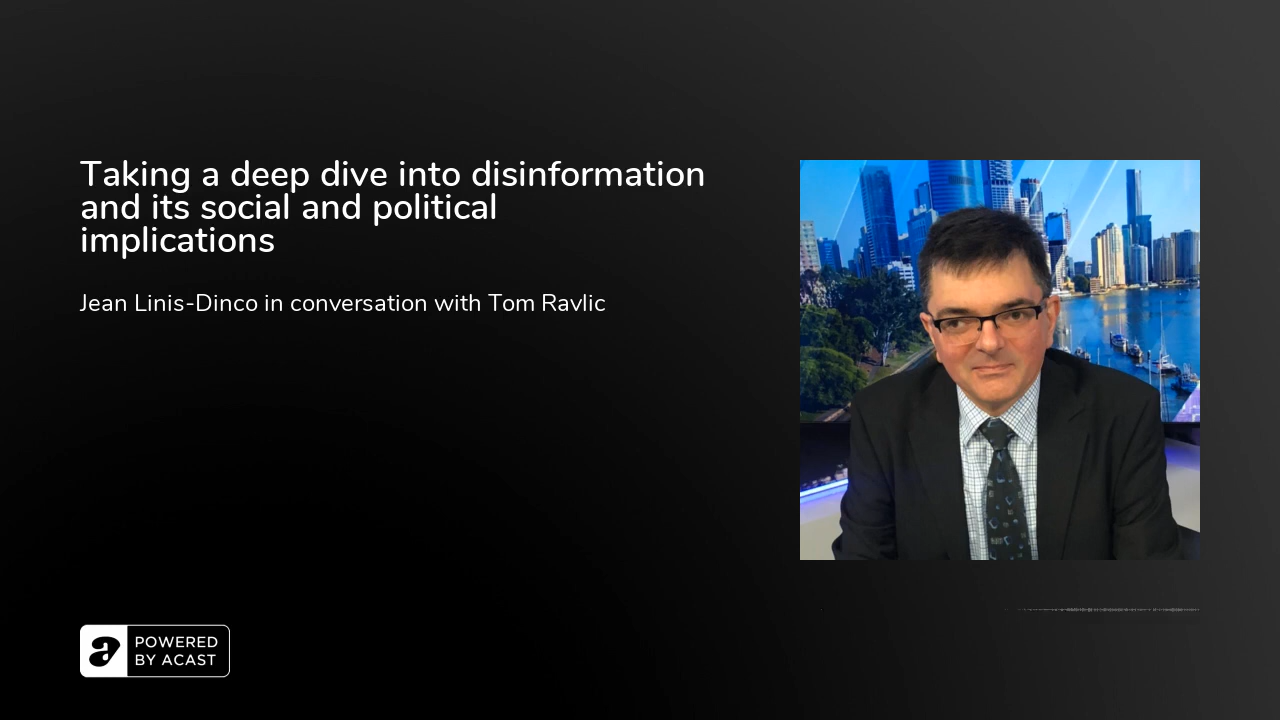 Taking a deep dive into disinformation
and its social and political
implications
Jean Linis-Dinco in conversation with Tom Ravlic
a POWERED
BY ACAST